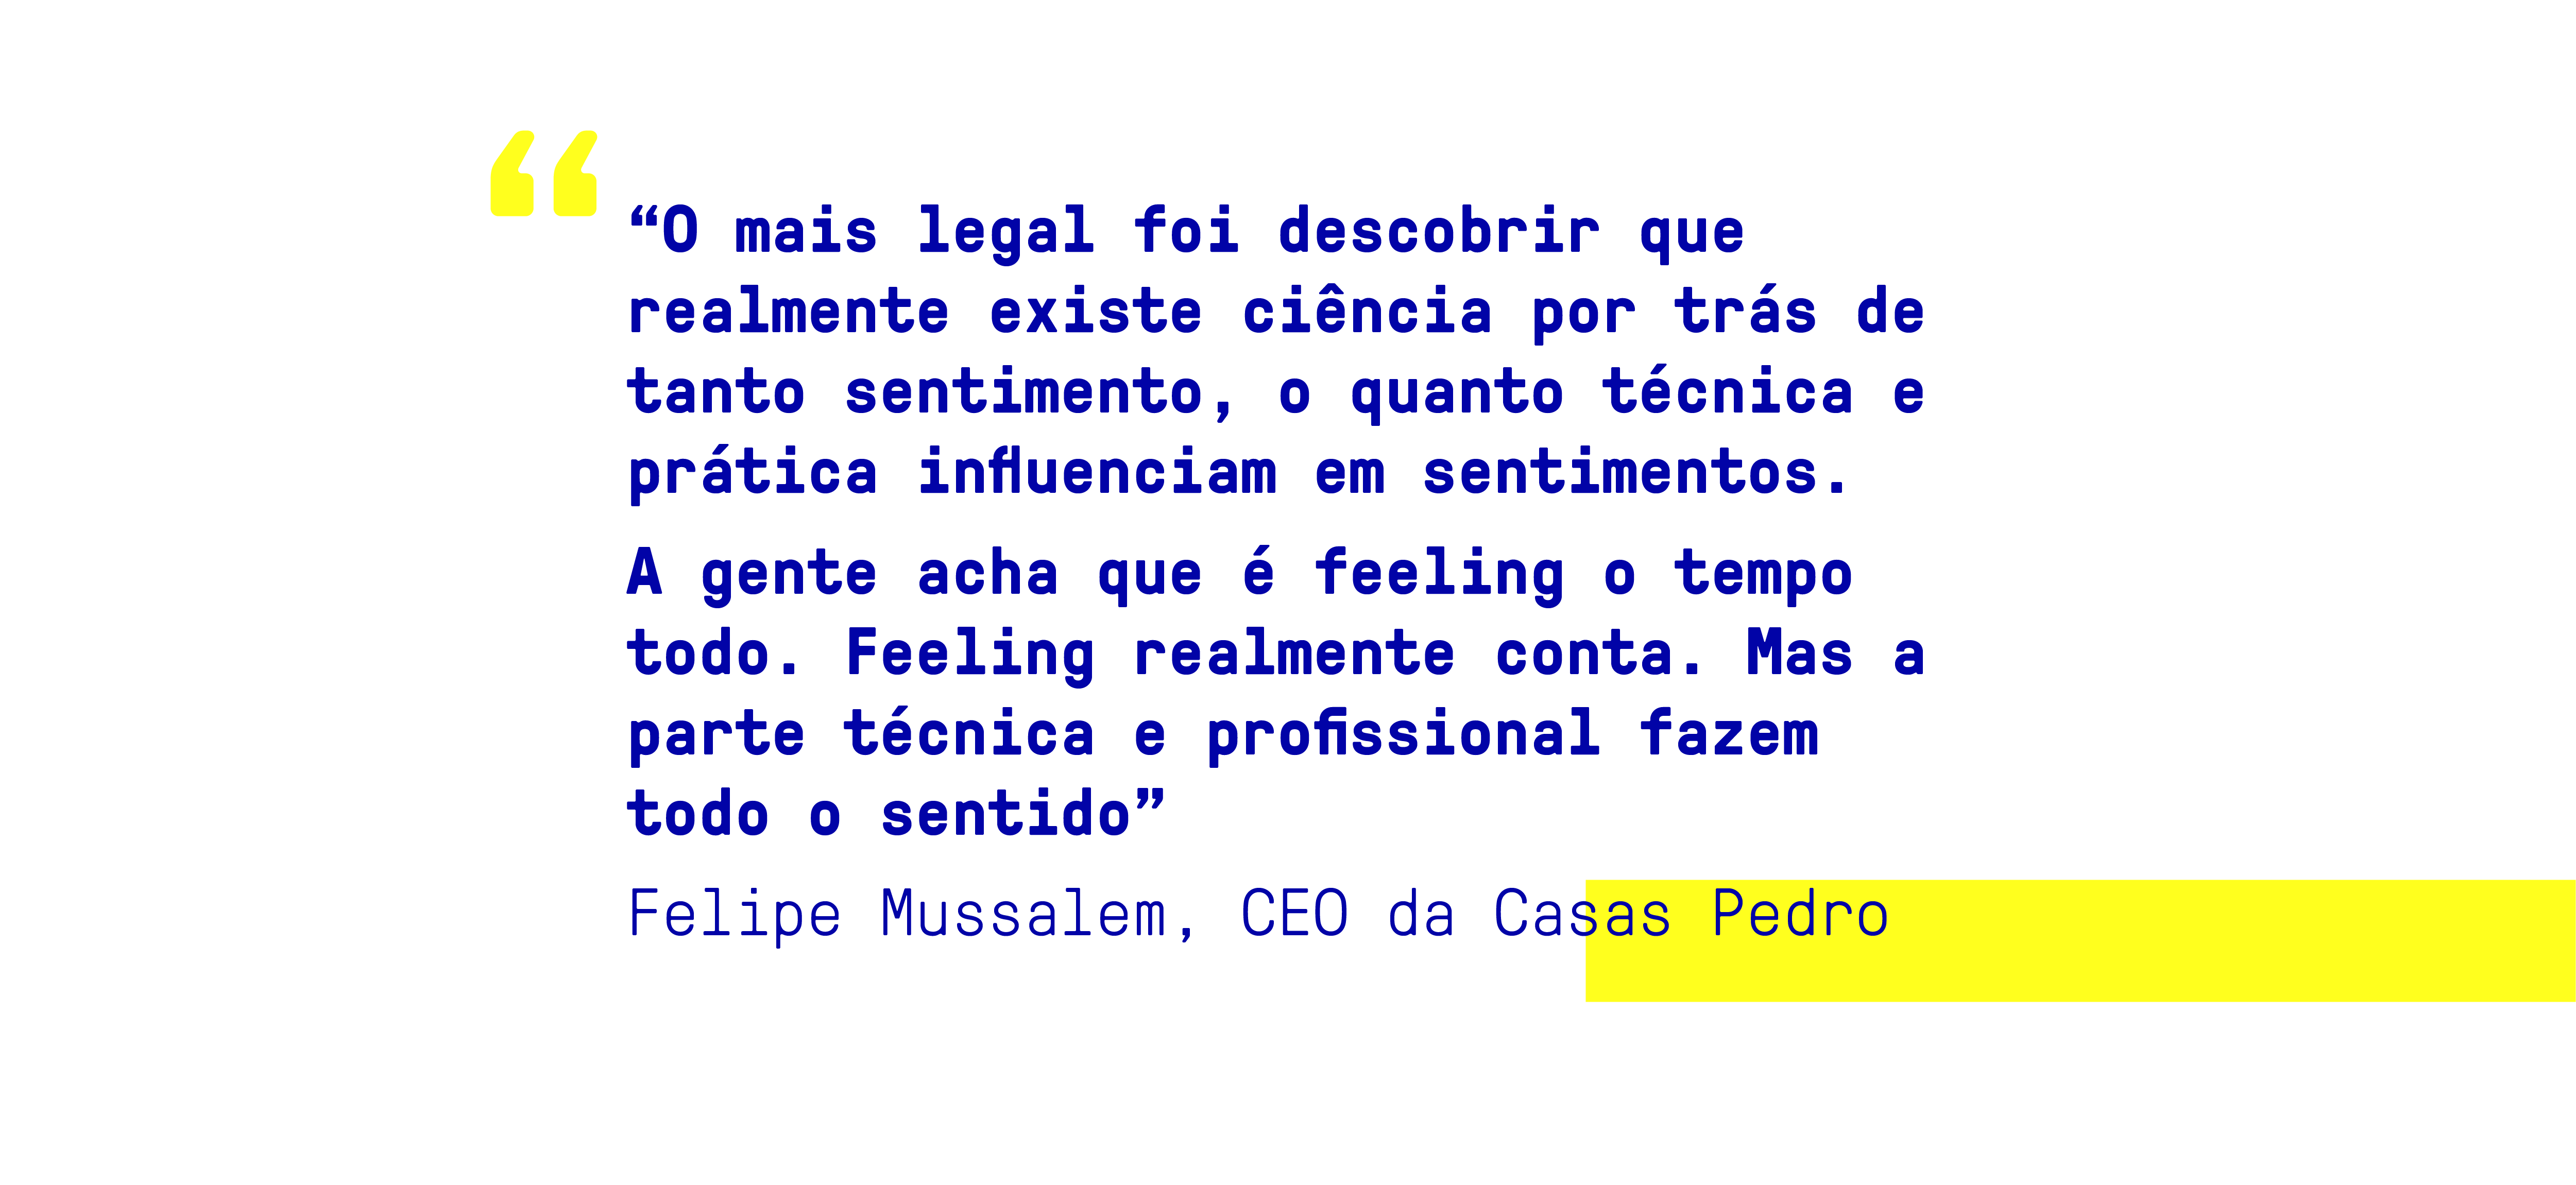 “
“O mais legal foi descobrir que
realmente existe ciência por trás de
tanto sentimento, o quanto técnica e
prática influenciam em sentimentos.
A gente acha que é feeling o tempo
todo. Feeling realmente conta. Mas a
parte técnica e profissional fazem
todo o sentido”
Felipe Mussalem, CEO da Casas Pedro